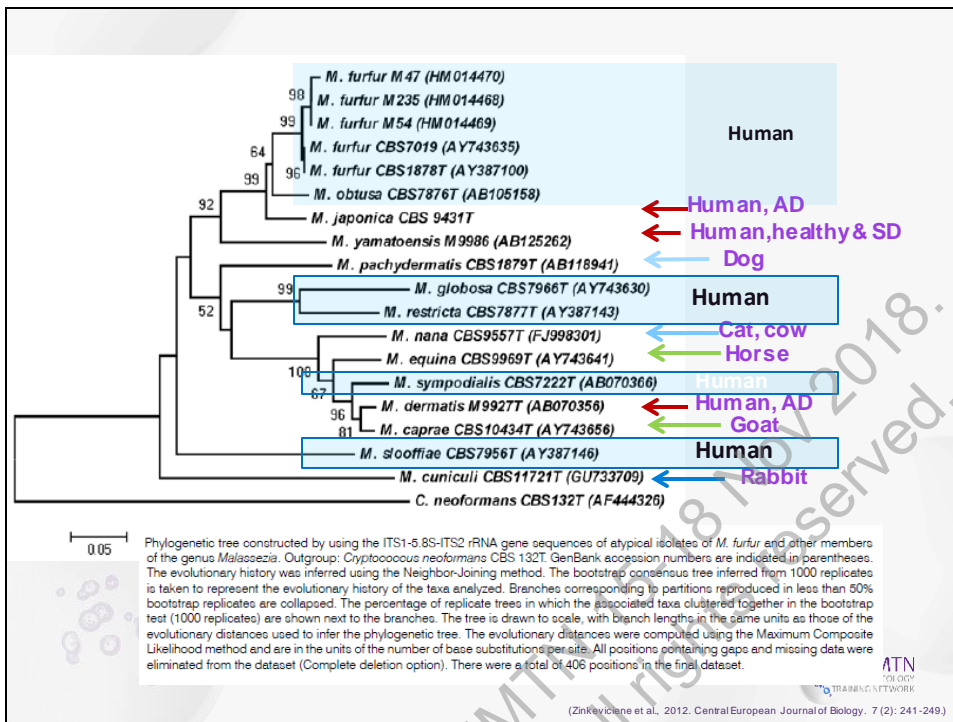 M. furfur M47 (HM014470)
98
M. furfur M235 (HM014468)
99
M. furfur M54 (HM014469)
Human
M. furfur CBS7019 (AY743635)
64
96
M. furfur CBS1878T (AY387100)
99
M. obtusa CBS7876T (AB105158)
92
M. japonica CBS 9431T
Human, AD
M. yamatoensis M9986 (AB125262)
Human,healthy & SD
M. pachydermatis CBS1879T (AB118941)
Dog
99
M. globosa CBS7966T (AY743630)
Human
52
M. restricta CBS7877T (AY387143)
M. nana CBS9557T (FJ998301)
Cat, cow
M. equina CBS9969T (AY743641)
Horse
100
M. sympodialis CBS7222T (AB070366)
Human
67
M. dermatis M9927T (AB070356)
Human, AD
96
M. caprae CBS10434T (AY743656)
Goat
81
M. slooffiae CBS7956T (AY387146)
Human
M. cuniculi CBS11721T (GU733709)
Rabbit
C. neoformans CBS132T (AF444326)
0.05
Phylogenetic tree constructed by using the ITS1-5.8S-ITS2 rRNA gene sequences of atypical isolates of M. furfur and other members
of the genus Malassezia. Outgroup: Cryptococcus neoformans CBS 132T. GenBank accession numbers are indicated in parentheses.
The evolutionary history was inferred using the Neighbor-Joining method. The bootstrap consensus tree inferred from 1000 replicates
is taken to represent the evolutionary history of the taxa analyzed. Branches corresponding to partitions reproduced in less than 50%
bootstrap replicates are collapsed. The percentage of replicate trees in which the associated taxa clustered together in the bootstrap
test (1000 replicates) are shown next to the branches. The tree is drawn to scale, with branch lengths in the same units as those of the
evolutionary distances used to infer the phylogenetic tree. The evolutionary distances were computed using the Maximum Composite
Likelihood method and are in the units of the number of base substitutions per site. All positions containing gaps and missing data were
eliminated from the dataset (Complete deletion option). There were a total of 406 positions in the final dataset.
MTN 15-18 Nov 2018.
all rights reserved.
MTN
TRAINING NETWORK
(Zinkeviciene et al., 2012. Central European Journal of Biology. 7 (2): 241-249.)